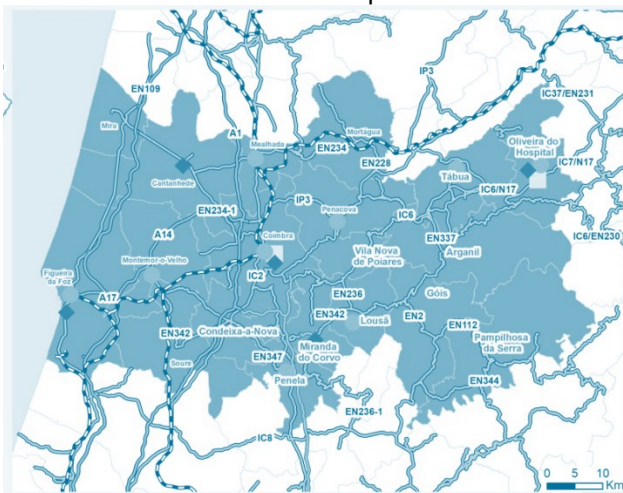 IP3
EN109
IC37/EN231
Mira
A1
Mealhada
Mortágua
EN234
EN228
Oliveira do
Hospital
IC7/N17
Cantanhede
Tábua
IC6/N17
IP3
Penacova
EN234-1
IC6
A14
Coimbra
EN337
IC6/EN230
Montemor-o-Velho
Vila Nova
de Poiares
Arganil
Figueira
da Foz
IC2
EN236
Góis
A17
EN342
EN2
Lousã
EN112
EN342
Condeixa-a-Nova
Miranda
do Corvo
Pampilhosa
da Serra
Soure
EN347
Penela
EN344
EN236-1
IC8
0 5 10
Km